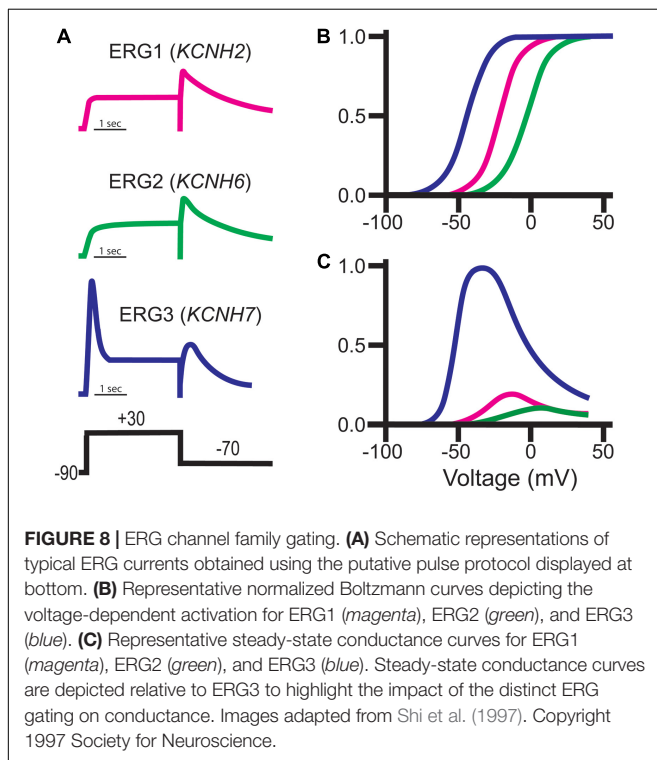 A
ERG1 (KCNH2)
1 sec
ERG2 (KCNH6)
1 sec
ERG3 (KCNH7)
1 sec
+30
-70
-90
B
1.0
0.5
0.0
-100
-50
0
50
C
1.0
0.5
0.0
-100
-50
0
50
Voltage (mV)
FIGURE 8 | ERG channel family gating. (A) Schematic representations of
typical ERG currents obtained using the putative pulse protocol displayed at
bottom. (B) Representative normalized Boltzmann curves depicting the
voltage-dependent activation for ERG1 (magenta), ERG2 (green), and ERG3
(blue). (C) Representative steady-state conductance curves for ERG1
(magenta), ERG2 (green), and ERG3 (blue). Steady-state conductance curves
are depicted relative to ERG3 to highlight the impact of the distinct ERG
gating on conductance. Images adapted from Shi et al. (1997). Copyright
1997 Society for Neuroscience.